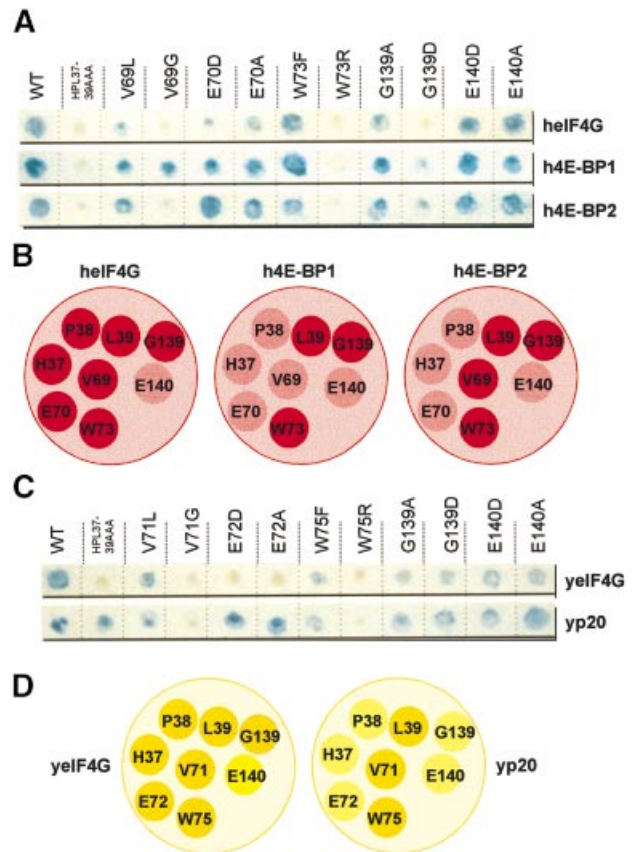 A
WT HPL37-39AAA V69L V69G E70D E70A W73F W73R G139A G139D E140D E140A
heIF4G
h4E-BP1
h4E-BP2
B
heIF4G h4E-BP1 h4E-BP2
P38 L39 G139 H37 V69 E140 E70 W73
P38 L39 G139 H37 V69 E140 E70 W73
P38 L39 G139 H37 V69 E140 E70 W73
C
WT HPL37-39AAA V71L V71G E72D E72A W75F W75R G139A G139D E140D E140A
yeIF4G
yp20
D
yeIF4G
P38 L39 G139 H37 V71 E140 E72 W75
P38 L39 G139 H37 V71 E140 E72 W75
yp20